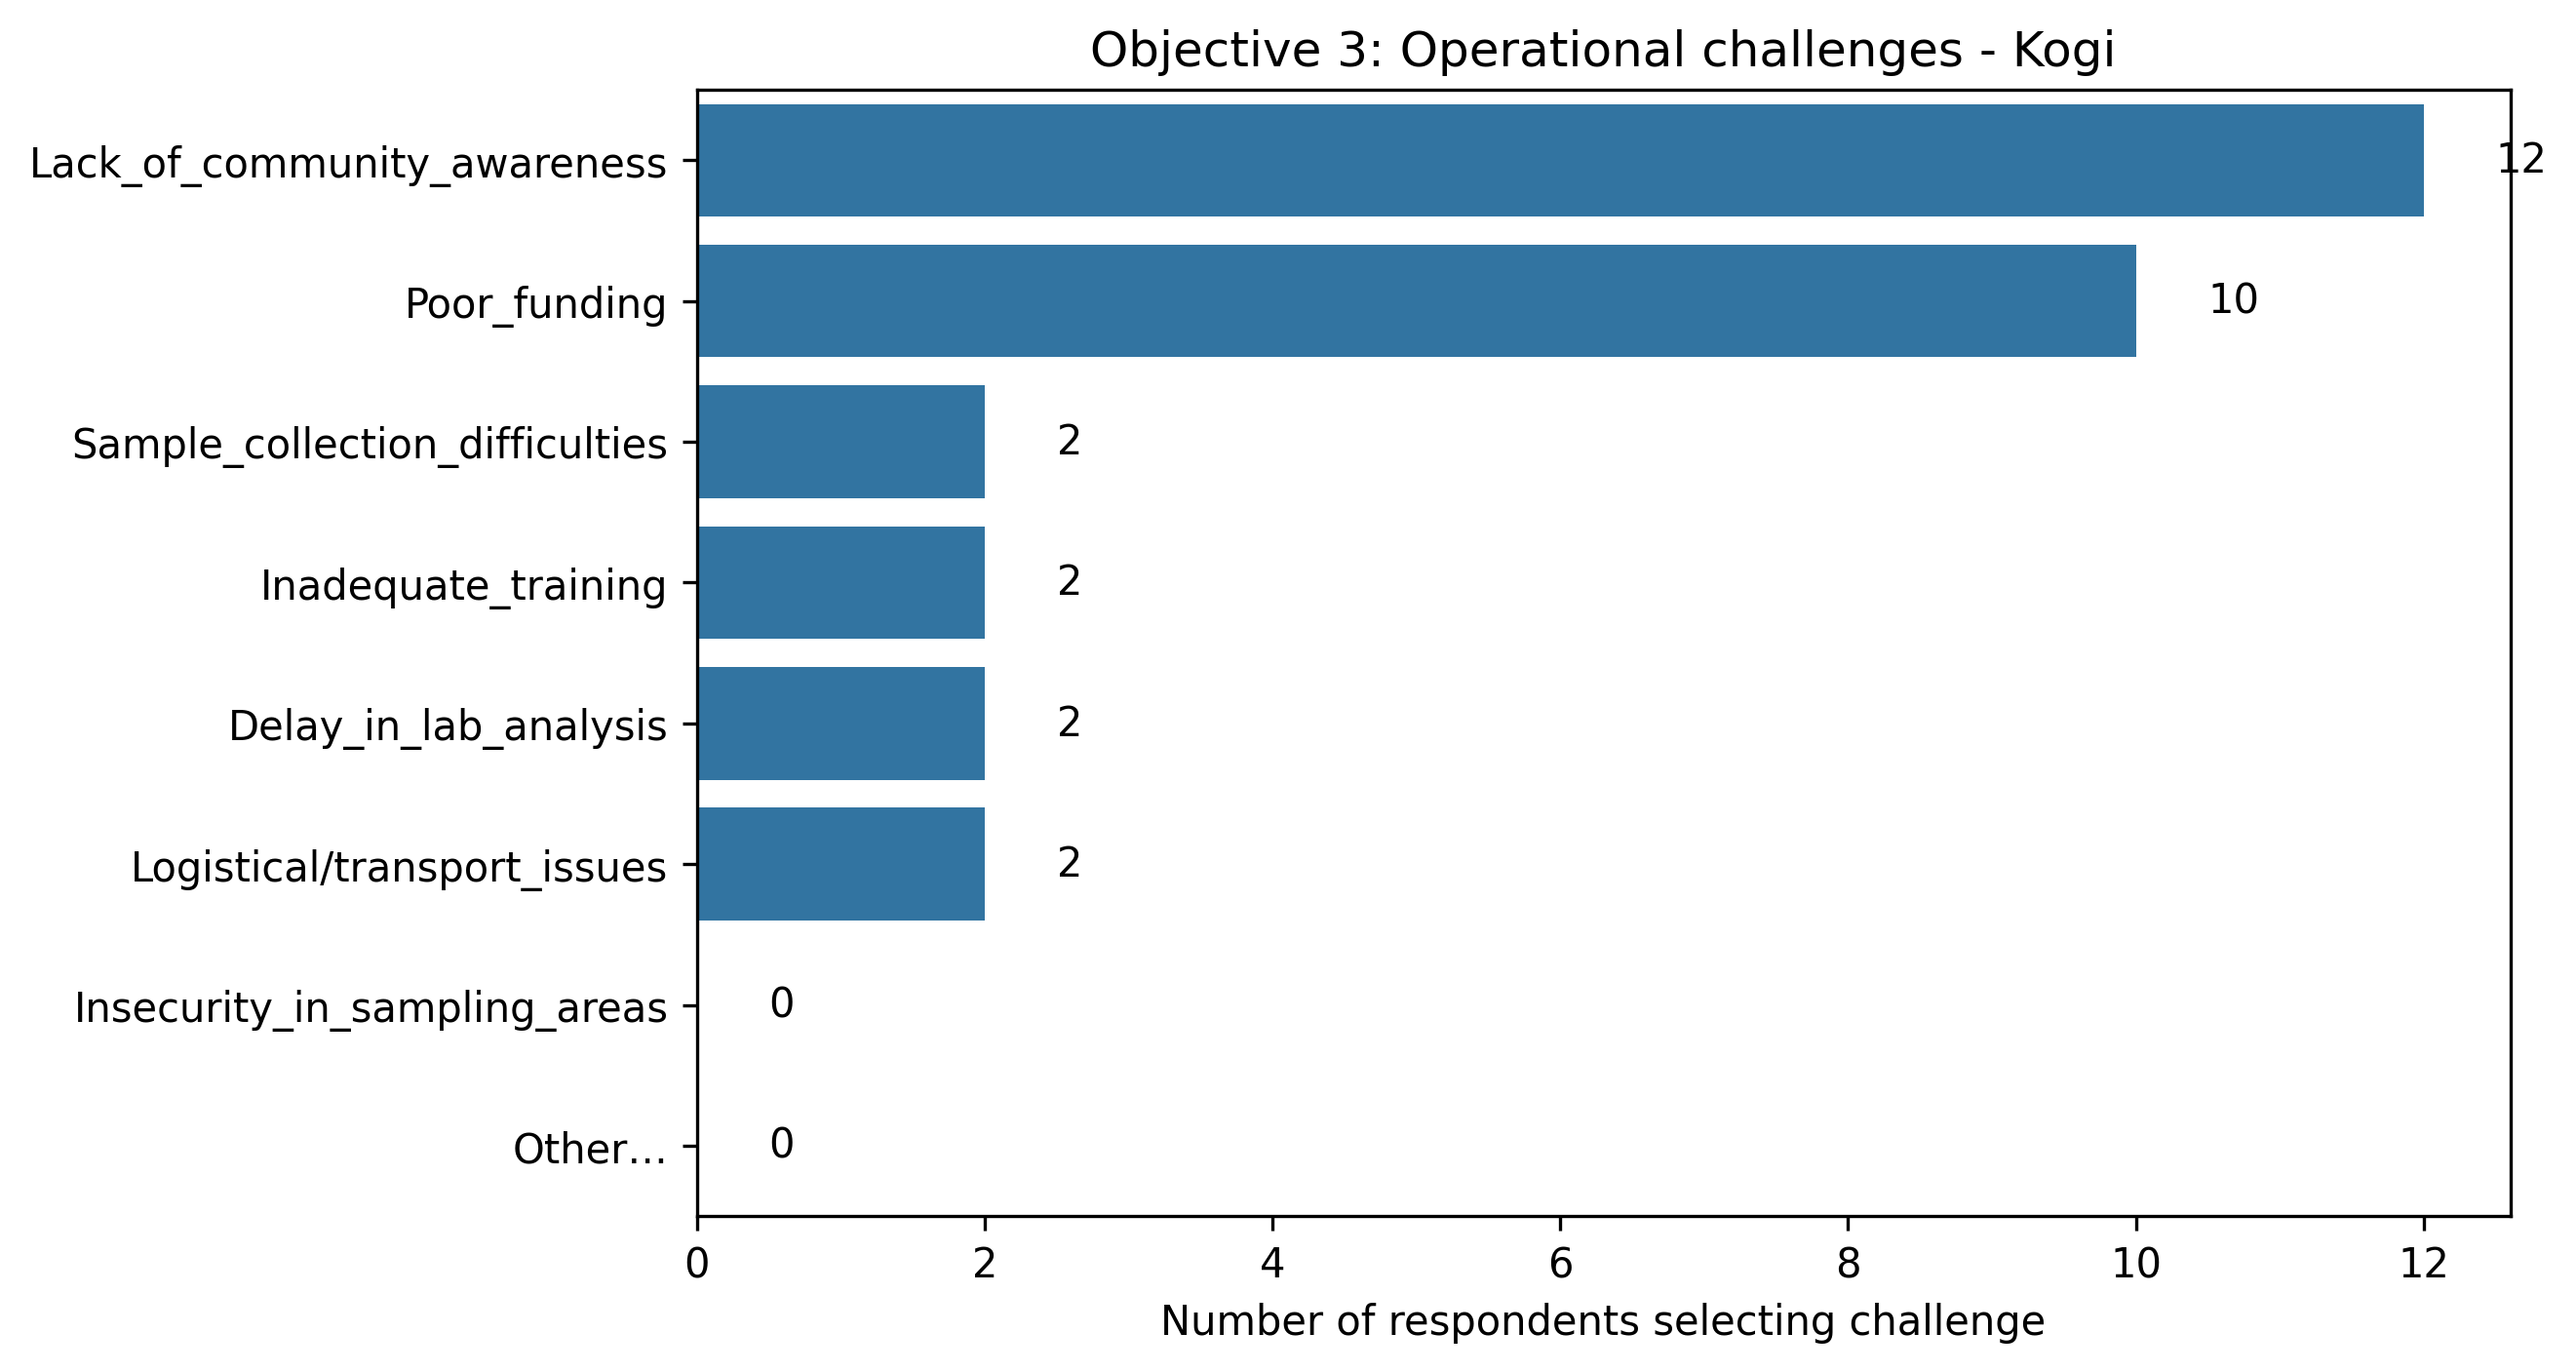 Objective 3: Operational challenges - Kogi
Lack_of_community_awareness
12
Poor_funding
10
Sample_collection_difficulties
2
Inadequate_training
2
Delay_in_lab_analysis
2
Logistical/transport_issues
2
Insecurity_in_sampling_areas
0
Other...
0
0 2 4 6 8 10 12
Number of respondents selecting challenge